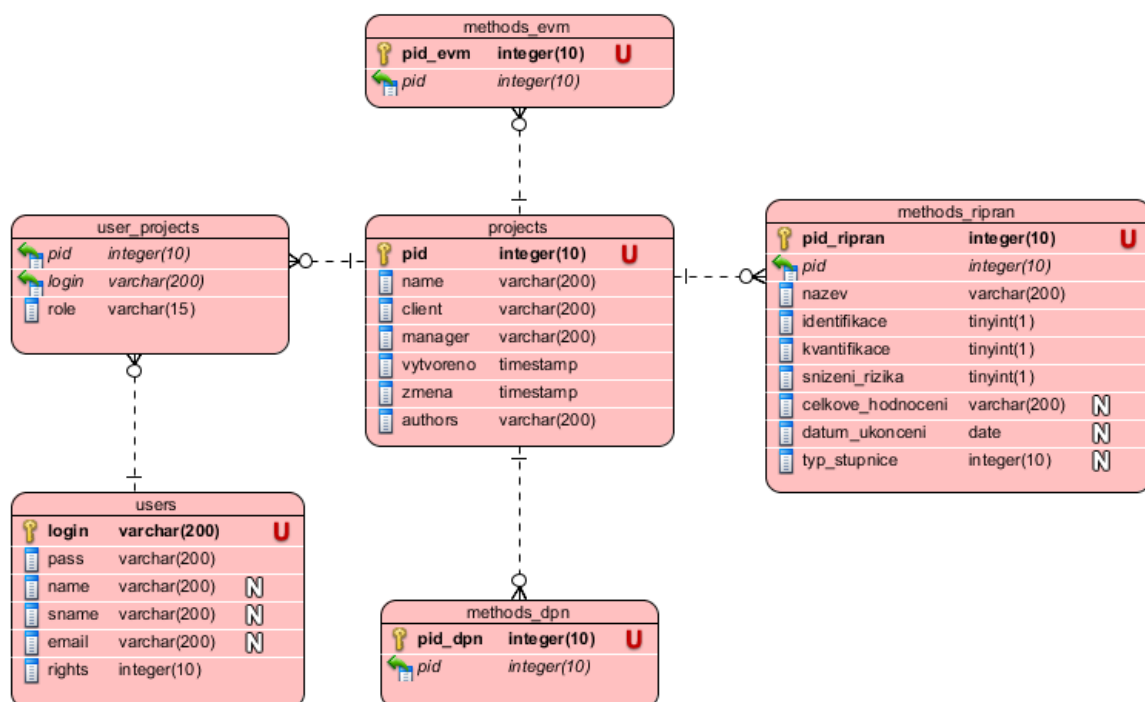 methods_evm
pid_evm integer(10) U
pid integer(10)
user_projects
pid integer(10)
login varchar(200)
role varchar(15)
projects
pid integer(10) U
name varchar(200)
client varchar(200)
manager varchar(200)
vytvoreno timestamp
zmena timestamp
authors varchar(200)
methods_ripran
pid_ripran integer(10) U
pid integer(10)
nazev varchar(200)
identifikace tinyint(1)
kvantifikace tinyint(1)
snizeni_rizika tinyint(1)
celkove_hodnoceni varchar(200) N
datum_ukonceni date N
typ_stupnice integer(10) N
users
login varchar(200) U
pass varchar(200)
name varchar(200) N
sname varchar(200) N
email varchar(200) N
rights integer(10)
methods_dpn
pid_dpn integer(10) U
pid integer(10)